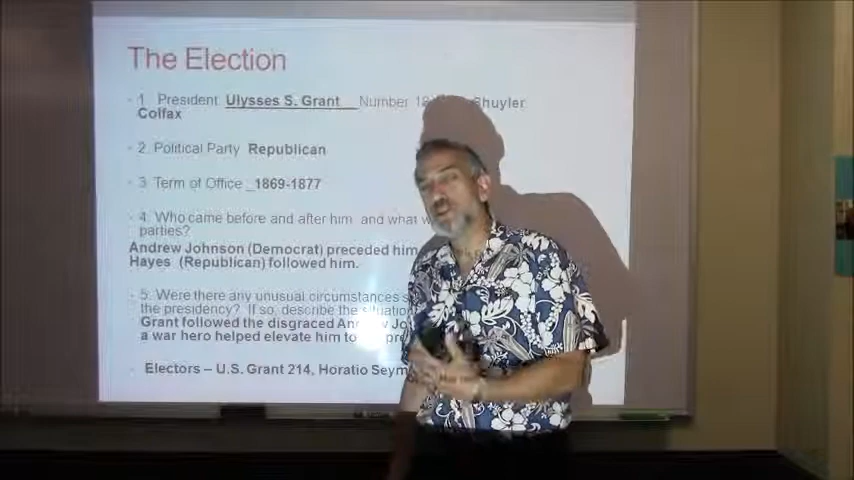 The Election
1. President Ulysses S. Grant Number 18 Shuyler
Colfax
2. Political Party Republican
3. Term of Office _1869-1877
4. Who came before and after him and what
parties?
Andrew Johnson (Democrat) preceded him
Hayes (Republican) followed him.
5. Were there any unusual circumstances
the presidency? If so, describe the situation
Grant followed the disgraced
a war hero helped elevate him to
Electors – U.S. Grant 214, Horatio